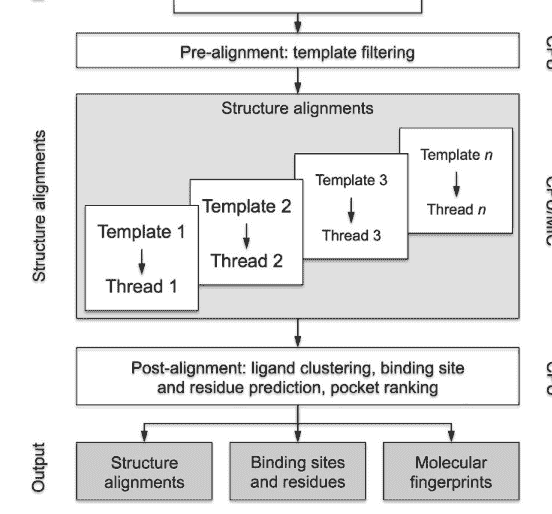 Pre-alignment: template filtering
Structure alignments
Structure alignments
Template 1
Thread 1
Template 2
Thread 2
Template 3
Thread 3
Template n
Thread n
Post-alignment: ligand clustering, binding site
and residue prediction, pocket ranking
Output
Structure
alignments
Binding sites
and residues
Molecular
fingerprints